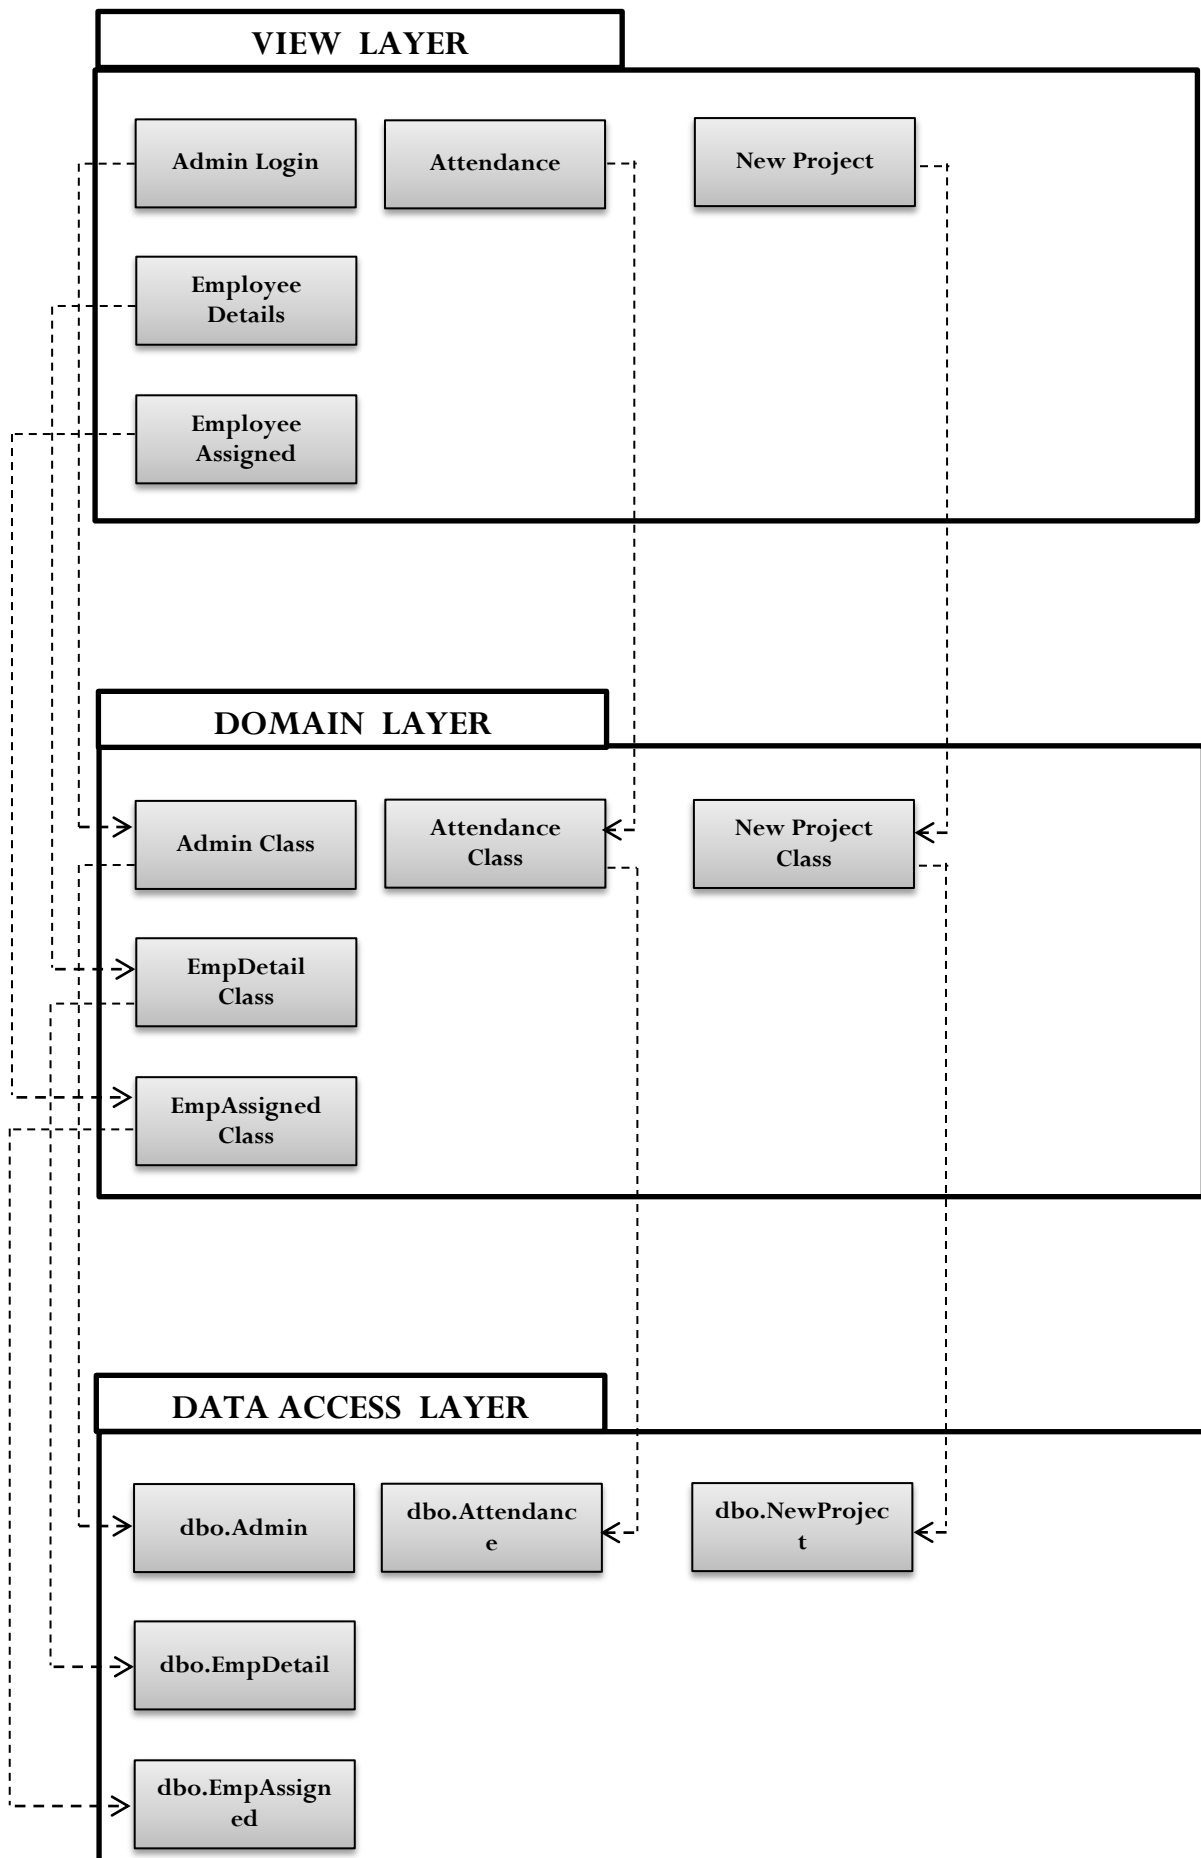 VIEW LAYER
Admin Login
Attendance
New Project
Employee
Details
Employee
Assigned
DOMAIN LAYER
Admin Class
Attendance
Class
New Project
Class
EmpDetail
Class
EmpAssigned
Class
DATA ACCESS LAYER
dbo.Admin
dbo.Attendanc
e
dbo.NewProjec
t
dbo.EmpDetail
dbo.EmpAssign
ed